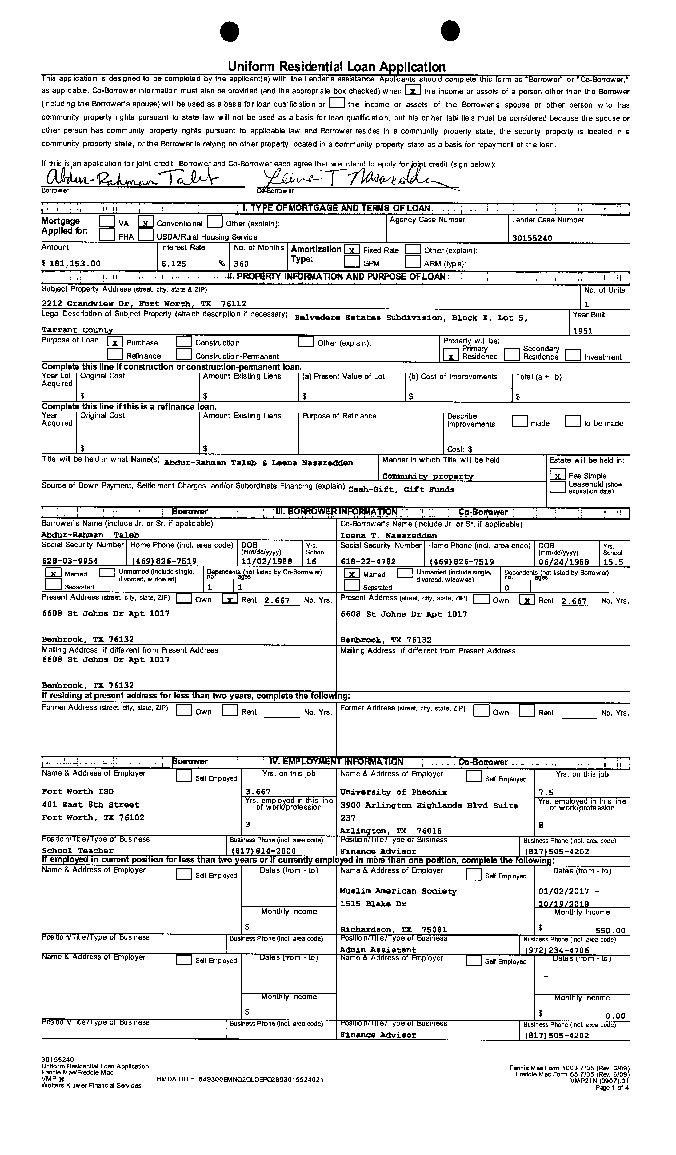 Uniform Residential Loan Application
This application is designed to be completed by the applicant(s) with the Lender's assistance. Applicants should complete this form as "Borrower" or "Co-Borrower,"
as applicable. Co-Borrower information must also be provided (and the appropriate box checked) when X the income or assets of a person other than the Borrower
(including the Borrower's spouse) will be used as a basis for loan qualification or the income or assets of the Borrower's spouse or other person who has
community property rights pursuant to state law will not be used as a basis for loan qualification, but his or her liabilities must be considered because the spouse or
other person has community property rights pursuant to applicable law and Borrower resides in a community property state, the security property is located in a
community property state, or the Borrower is relying on other property located in a community property state as a basis for repayment of the loan.
If this is an application for joint credit, Borrower and Co-Borrower each agree that we intend to apply for joint credit (sign below):
Abdur-Rahman Taleb Leena T Nasaredden
Borrower Co-Borrower
I. TYPE OF MORTGAGE AND TERMS OF LOAN
Mortgage Applied for: VA X Conventional Other (explain): Agency Case Number Lender Case Number
FHA USDA/Rural Housing Service 30155240
Amount Interest Rate No. of Months Amortization Type: X Fixed Rate Other (explain):
$ 181,153.00 6.125 % 360 GPM ARM (type):
II. PROPERTY INFORMATION AND PURPOSE OF LOAN
Subject Property Address (street, city, state & ZIP) No. of Units
2212 Grandview Dr, Fort Worth, TX 76112 1
Legal Description of Subject Property (attach description if necessary) Belvedere Estates Subdivision, Block E, Lot 5, Year Built
Tarrant County 1951
Purpose of Loan X Purchase Construction Other (explain): Property will be:
Refinance Construction-Permanent X Primary Residence Secondary Residence Investment
Complete this line if construction or construction-permanent loan.
Year Lot Acquired Original Cost Amount Existing Liens (a) Present Value of Lot (b) Cost of Improvements Total (a + b)
$ $ $ $ $
Complete this line if this is a refinance loan.
Year Acquired Original Cost Amount Existing Liens Purpose of Refinance Describe Improvements made to be made
$ $ Cost: $
Title will be held in what Name(s) Abdur-Rahman Taleb & Leena Nasaredden Manner in which Title will be held Estate will be held in:
Community property X Fee Simple
Source of Down Payment, Settlement Charges, and/or Subordinate Financing (explain) Cash-Gift, Gift Funds Leasehold (show expiration date)
Borrower III. BORROWER INFORMATION Co-Borrower
Borrower's Name (include Jr. or Sr. if applicable) Co-Borrower's Name (include Jr. or Sr. if applicable)
Abdur-Rahman Taleb Leena T. Nasaredden
Social Security Number Home Phone (incl. area code) DOB (mm/dd/yyyy) Yrs. School Social Security Number Home Phone (incl. area code) DOB (mm/dd/yyyy) Yrs. School
628-03-9954 (469)826-7519 11/02/1988 16 618-22-4782 (469)826-7519 06/24/1988 15.5
X Married Unmarried (include single, divorced, widowed) Dependents (not listed by Co-Borrower) no. ages X Married Unmarried (include single, divorced, widowed) Dependents (not listed by Borrower) no. ages
Separated 1 1 Separated 0
Present Address (street, city, state, ZIP) Own X Rent 2.667 No. Yrs. Present Address (street, city, state, ZIP) Own X Rent 2.667 No. Yrs.
6608 St Johns Dr Apt 1017 6608 St Johns Dr Apt 1017
Benbrook, TX 76132 Benbrook, TX 76132
Mailing Address, if different from Present Address Mailing Address, if different from Present Address
6608 St Johns Dr Apt 1017
Benbrook, TX 76132
If residing at present address for less than two years, complete the following:
Former Address (street, city, state, ZIP) Own Rent No. Yrs. Former Address (street, city, state, ZIP) Own Rent No. Yrs.
Borrower IV. EMPLOYMENT INFORMATION Co-Borrower
Name & Address of Employer Self Employed Yrs. on this job Name & Address of Employer Self Employed Yrs. on this job
Fort Worth ISD 3.667 University of Pheonix 7.5
401 East 8th Street Yrs. employed in this line of work/profession 3900 Arlington Highlands Blvd Suite Yrs. employed in this line of work/profession
Fort Worth, TX 76102 3 237 8
Arlington, TX 76016
Position/Title/Type of Business Business Phone (incl. area code) Position/Title/Type of Business Business Phone (incl. area code)
School Teacher (817)814-2000 Finance Advisor (817)505-4202
If employed in current position for less than two years or if currently employed in more than one position, complete the following:
Name & Address of Employer Self Employed Dates (from - to) Name & Address of Employer Self Employed Dates (from - to)
Muslim American Society 01/02/2017 -
1515 Blake Dr 10/19/2018
Monthly Income Monthly Income
$ Richardson, TX 75081 $ 550.00
Position/Title/Type of Business Business Phone (incl. area code) Position/Title/Type of Business Business Phone (incl. area code)
Admin Assistant (972)234-4706
Name & Address of Employer Self Employed Dates (from - to) Name & Address of Employer Self Employed Dates (from - to)
-
Monthly Income Monthly Income
$ $ 0.00
Position/Title/Type of Business Business Phone (incl. area code) Position/Title/Type of Business Business Phone (incl. area code)
Finance Advisor (817)505-4202
30155240
Uniform Residential Loan Application
Fannie Mae/Freddie Mac Fannie Mae Form 1003 7/05 (Rev. 6/09)
Freddie Mac Form 65 7/05 (Rev. 6/09)
Wolters Kluwer Financial Services VMP21N (0907).01
Page 1 of 4